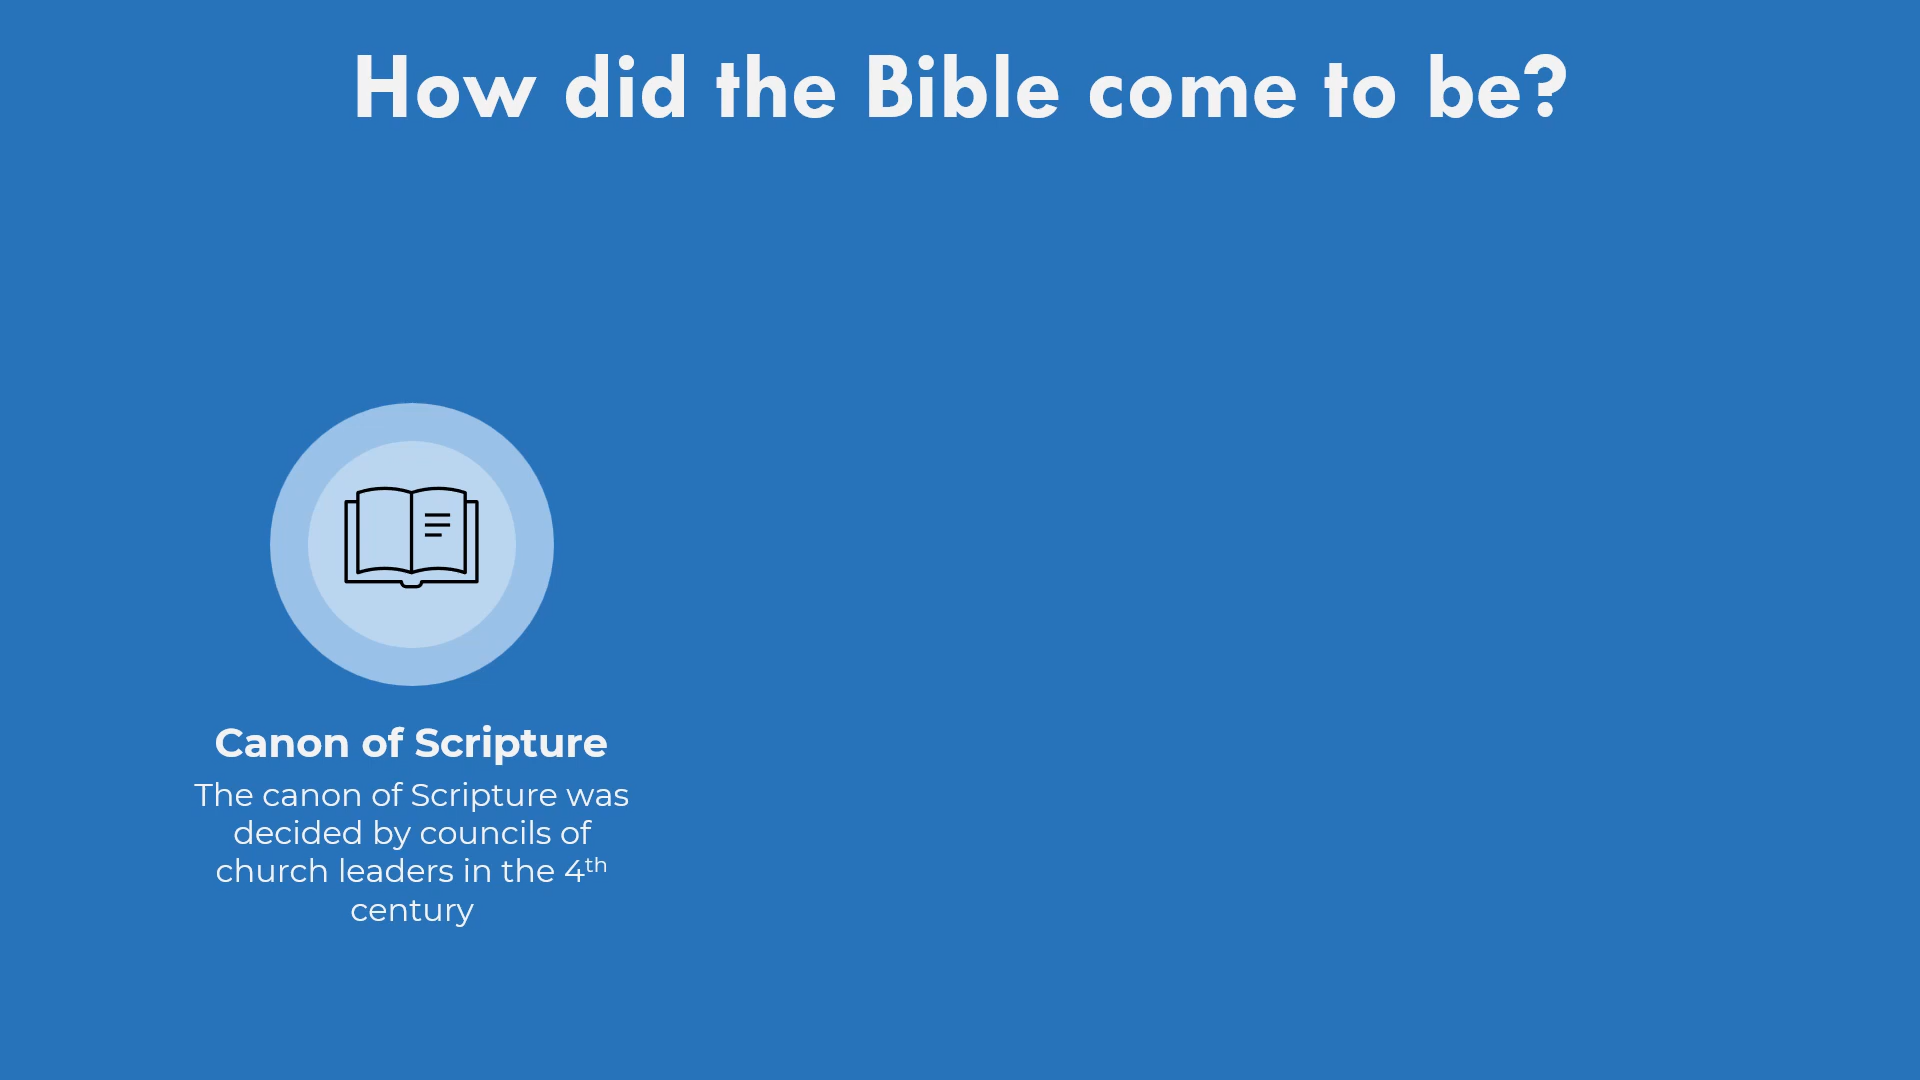 How did the Bible come to be?
Canon of Scripture
The canon of Scripture was
decided by councils of
church leaders in the 4th
century